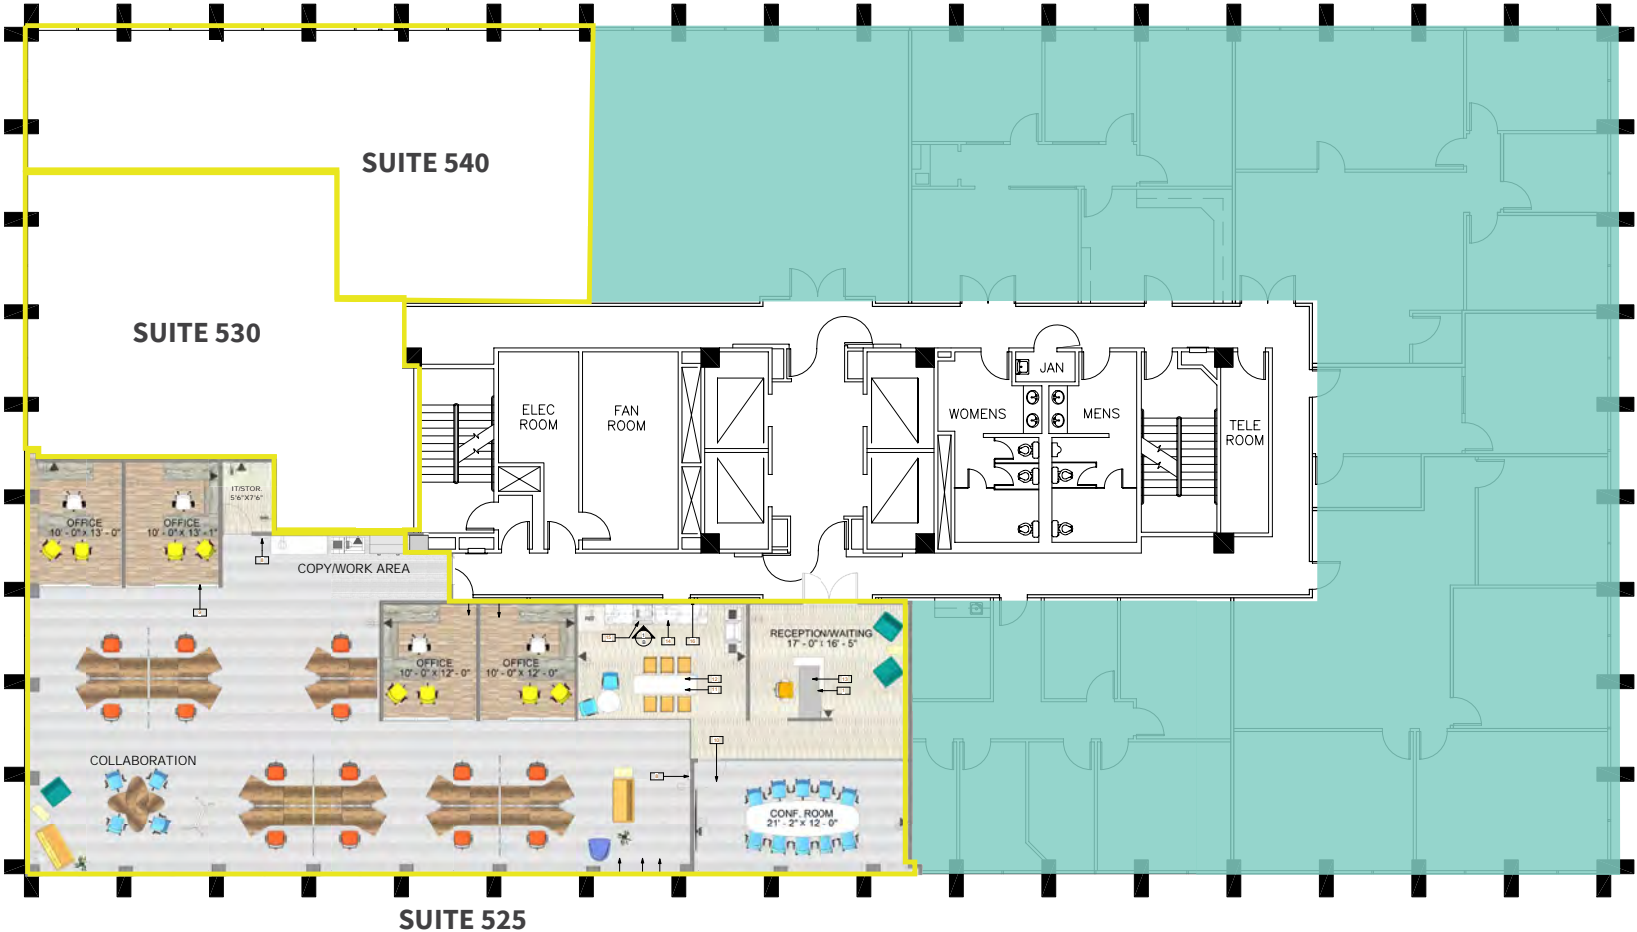 SUITE 540
SUITE 530
JAN
ELEC
ROOM
FAN
ROOM
WOMENS
MENS
TELE
ROOM
IT/STOR.
5'6"X7'6"
OFFICE
10' - 0" X 13' - 0"
OFFICE
10' - 0" X 13' - 1"
COPY/WORK AREA
OFFICE
10' - 0" X 12' - 0"
OFFICE
10' - 0" X 12' - 0"
RECEPTION/WAITING
17' - 0" 16' - 5"
COLLABORATION
CONF. ROOM
21' - 2" X 12' - 0"
SUITE 525